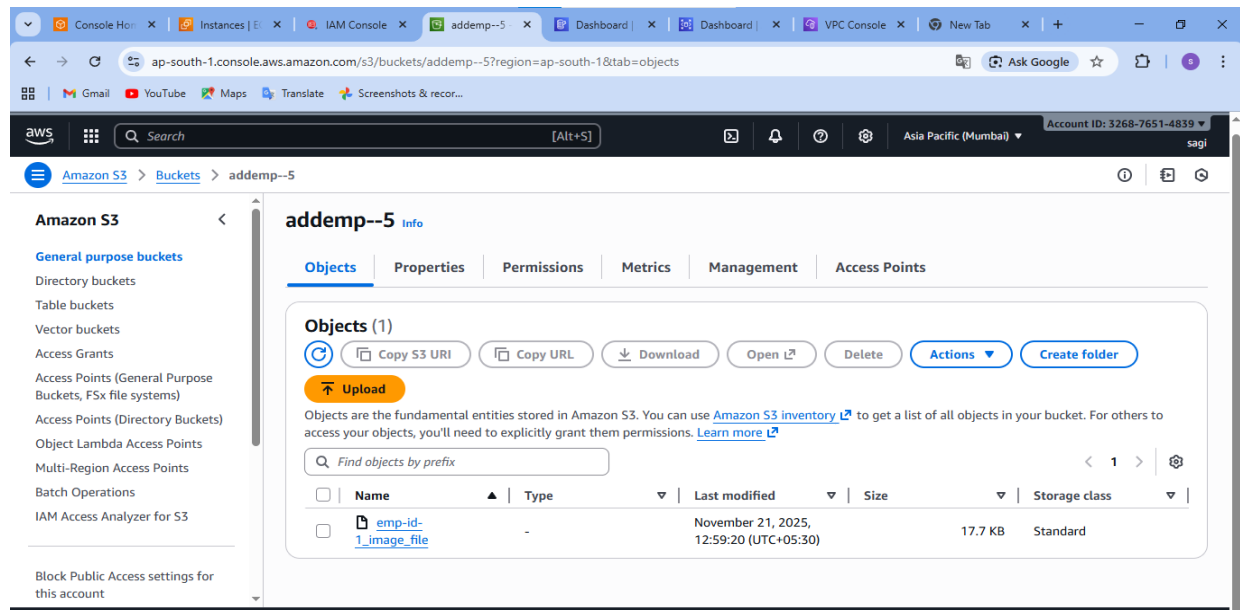 Console Hon
Instances | E
IAM Console
addemp--5 -
Dashboard |
Dashboard |
VPC Console
New Tab
ap-south-1.console.aws.amazon.com/s3/buckets/addemp--5?region=ap-south-1&tab=objects
Ask Google
S
Gmail
YouTube
Maps
Translate
Screenshots & recor...
aws
Search
[Alt+S]
Asia Pacific (Mumbai)
Account ID: 3268-7651-4839
sagi
Amazon S3 > Buckets > addemp--5
Amazon S3
General purpose buckets
Directory buckets
Table buckets
Vector buckets
Access Grants
Access Points (General Purpose
Buckets, FSx file systems)
Access Points (Directory Buckets)
Object Lambda Access Points
Multi-Region Access Points
Batch Operations
IAM Access Analyzer for S3
Block Public Access settings for
this account
addemp--5 Info
Objects
Properties
Permissions
Metrics
Management
Access Points
Objects (1)
Copy S3 URI
Copy URL
Download
Open
Delete
Actions
Create folder
Upload
Objects are the fundamental entities stored in Amazon S3. You can use Amazon S3 inventory to get a list of all objects in your bucket. For others to
access your objects, you'll need to explicitly grant them permissions. Learn more
Find objects by prefix
1
Name
Type
Last modified
Size
Storage class
emp-id-
1_image_file
-
November 21, 2025,
12:59:20 (UTC+05:30)
17.7 KB
Standard